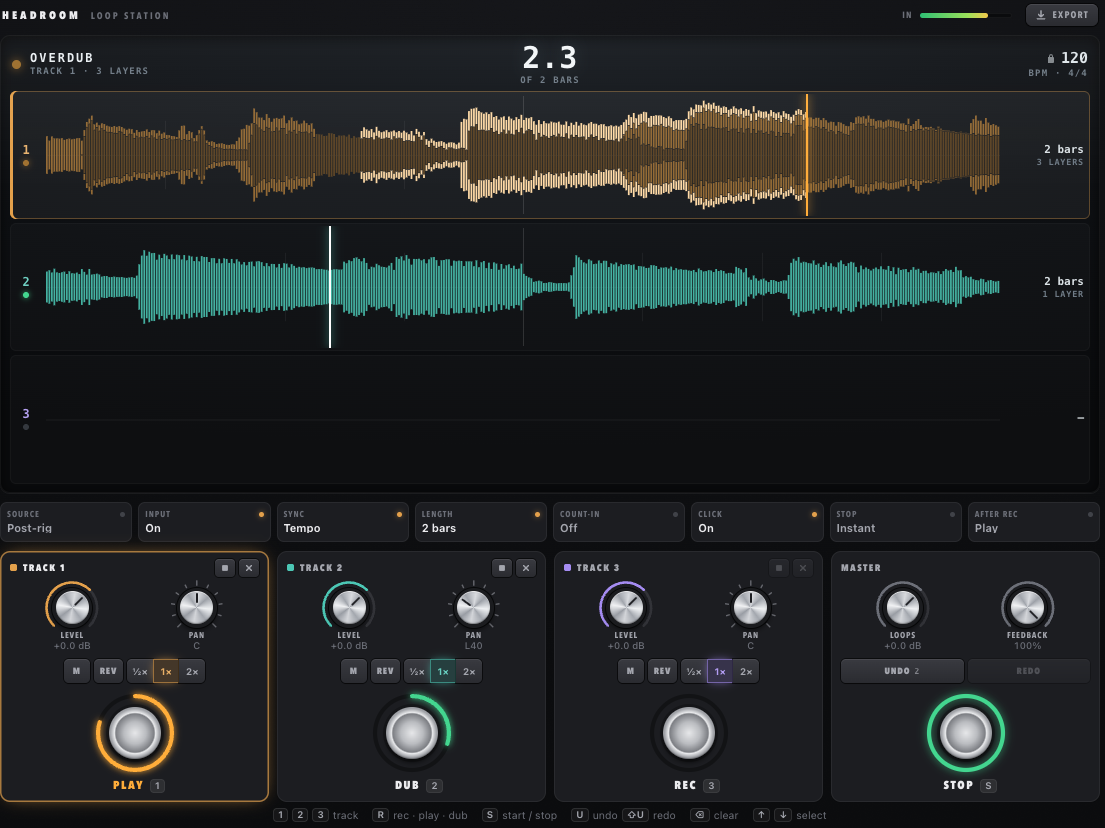 HEADROOM LOOP STATION IN EXPORT
OVERDUB
TRACK 1 · 3 LAYERS
2.3
OF 2 BARS
120
BPM · 4/4
1
2 bars
3 LAYERS
2
2 bars
1 LAYER
3
–
SOURCE
Post-rig
INPUT
On
SYNC
Tempo
LENGTH
2 bars
COUNT-IN
Off
CLICK
On
STOP
Instant
AFTER REC
Play
TRACK 1
LEVEL
+0.0 dB
PAN
C
M REV ½× 1× 2×
PLAY 1
TRACK 2
LEVEL
+0.0 dB
PAN
L40
M REV ½× 1× 2×
DUB 2
TRACK 3
LEVEL
+0.0 dB
PAN
C
M REV ½× 1× 2×
REC 3
MASTER
LOOPS
+0.0 dB
FEEDBACK
100%
UNDO 2 REDO
STOP S
1 2 3 track R rec · play · dub S start / stop U undo ⇧U redo ⌫ clear ↑ ↓ select